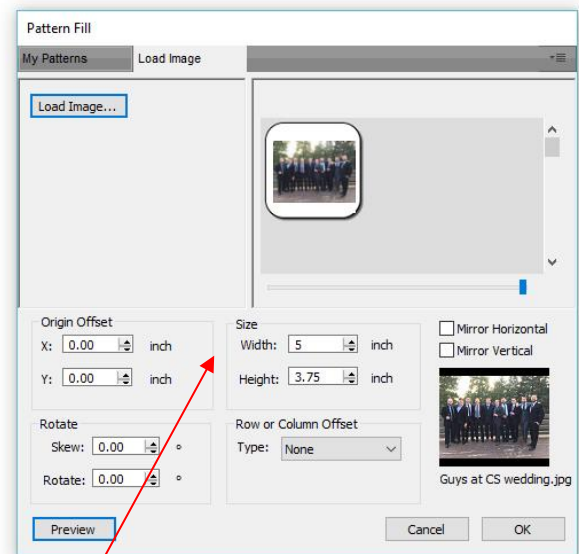 Pattern Fill
My Patterns Load Image
Load Image...
Origin Offset
X: 0.00 inch
Y: 0.00 inch
Size
Width: 5 inch
Height: 3.75 inch
Mirror Horizontal
Mirror Vertical
Rotate
Skew: 0.00 °
Rotate: 0.00 °
Row or Column Offset
Type: None
Guys at CS wedding.jpg
Preview Cancel OK